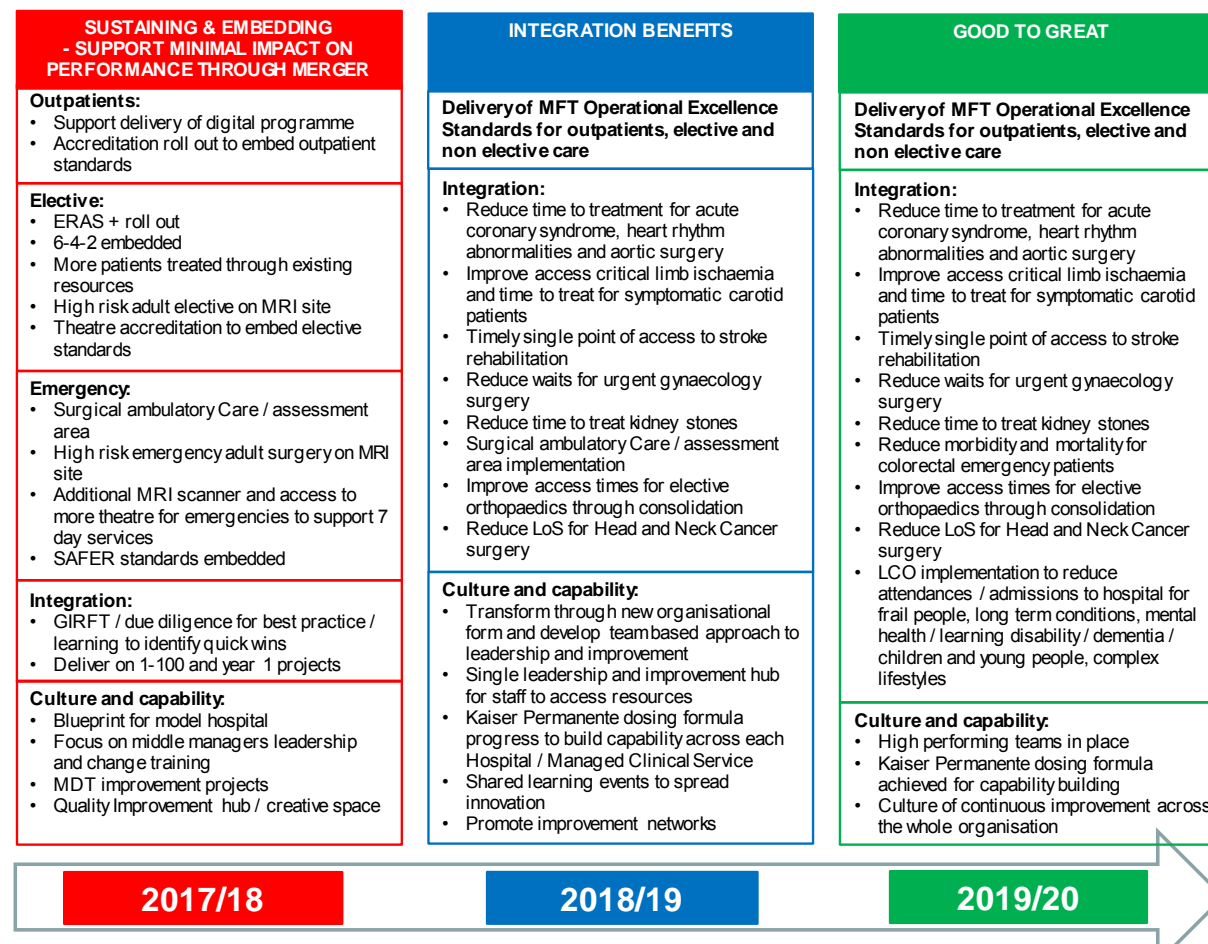 SUSTAINING & EMBEDDING
- SUPPORT MINIMAL IMPACT ON
PERFORMANCE THROUGH MERGER
Outpatients:
• Support delivery of digital programme
• Accreditation roll out to embed outpatient
standards
Elective:
• ERAS + roll out
• 6-4-2 embedded
• More patients treated through existing
resources
• High risk adult elective on MRI site
• Theatre accreditation to embed elective
standards
Emergency:
• Surgical ambulatory Care / assessment
area
• High risk emergency adult surgery on MRI
site
• Additional MRI scanner and access to
more theatre for emergencies to support 7
day services
• SAFER standards embedded
Integration:
• GIRFT / due diligence for best practice /
learning to identify quick wins
• Deliver on 1-100 and year 1 projects
Culture and capability:
• Blueprint for model hospital
• Focus on middle managers leadership
and change training
• MDT improvement projects
• Quality Improvement hub / creative space
INTEGRATION BENEFITS
Delivery of MFT Operational Excellence
Standards for outpatients, elective and
non elective care
Integration:
• Reduce time to treatment for acute
coronary syndrome, heart rhythm
abnormalities and aortic surgery
• Improve access critical limb ischaemia
and time to treat for symptomatic carotid
patients
• Timely single point of access to stroke
rehabilitation
• Reduce waits for urgent gynaecology
surgery
• Reduce time to treat kidney stones
• Surgical ambulatory Care / assessment
area implementation
• Improve access times for elective
orthopaedics through consolidation
• Reduce LoS for Head and Neck Cancer
surgery
Culture and capability:
• Transform through new organisational
form and develop team based approach to
leadership and improvement
• Single leadership and improvement hub
for staff to access resources
• Kaiser Permanente dosing formula
progress to build capability across each
Hospital / Managed Clinical Service
• Shared learning events to spread
innovation
• Promote improvement networks
GOOD TO GREAT
Delivery of MFT Operational Excellence
Standards for outpatients, elective and
non elective care
Integration:
• Reduce time to treatment for acute
coronary syndrome, heart rhythm
abnormalities and aortic surgery
• Improve access critical limb ischaemia
and time to treat for symptomatic carotid
patients
• Timely single point of access to stroke
rehabilitation
• Reduce waits for urgent gynaecology
surgery
• Reduce time to treat kidney stones
• Reduce morbidity and mortality for
colorectal emergency patients
• Improve access times for elective
orthopaedics through consolidation
• Reduce LoS for Head and Neck Cancer
surgery
• LCO implementation to reduce
attendances / admissions to hospital for
frail people, long term conditions, mental
health / learning disability / dementia /
children and young people, complex
lifestyles
Culture and capability:
• High performing teams in place
• Kaiser Permanente dosing formula
achieved for capability building
• Culture of continuous improvement across
the whole organisation
2017/18
2018/19
2019/20